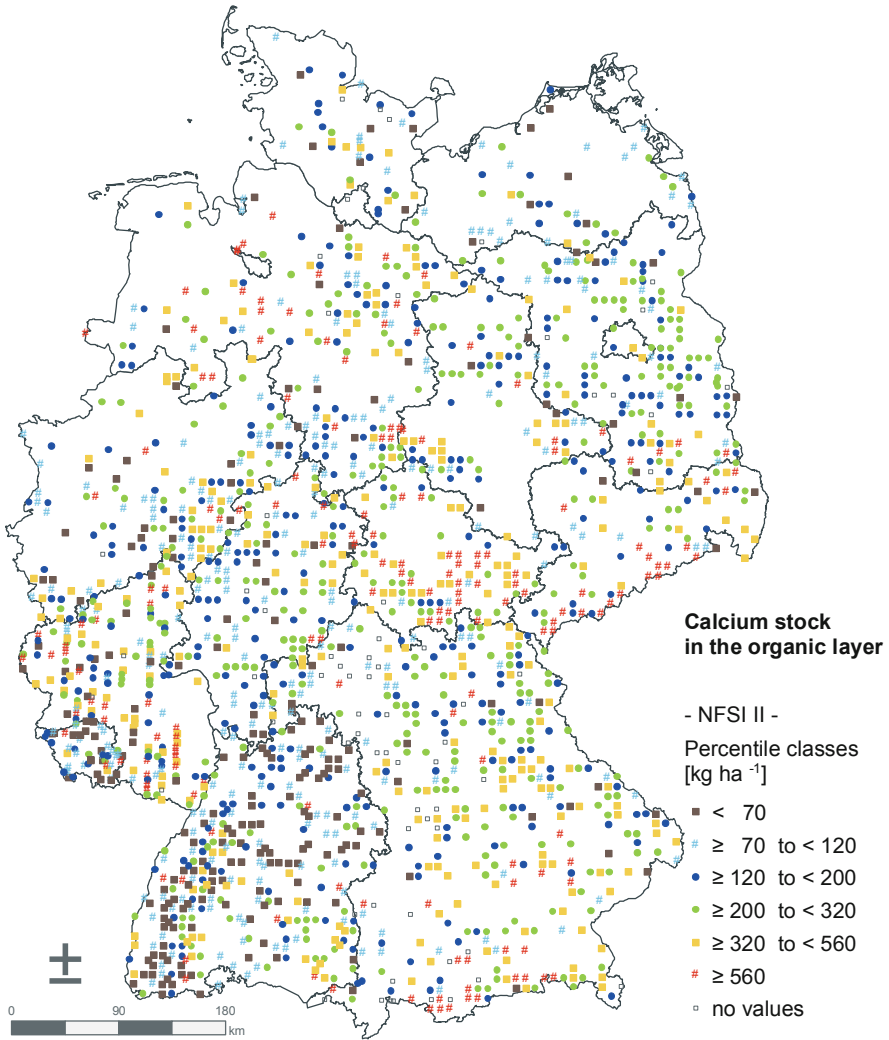 Calcium stock
in the organic layer
- NFSI II -
Percentile classes
[kg ha -1]
< 70
≥ 70 to < 120
≥ 120 to < 200
≥ 200 to < 320
≥ 320 to < 560
≥ 560
no values
0 90 180
km